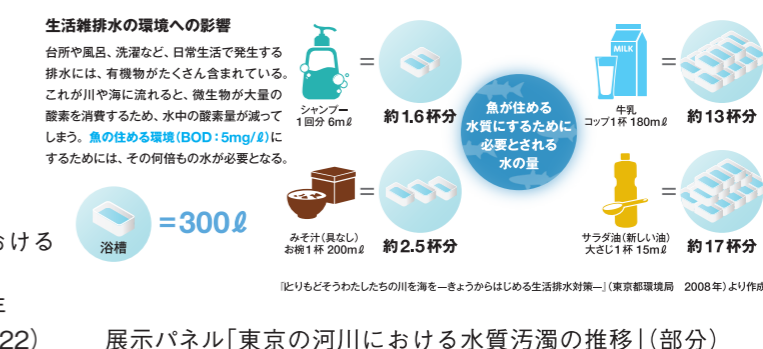 生活雑排水の環境への影響
台所や風呂、洗濯など、日常生活で発生する
排水には、有機物がたくさん含まれている。
これが川や海に流れると、微生物が大量の
酸素を消費するため、水中の酸素量が減って
しまう。魚の住める環境(BOD:5mg/ℓ)に
するためには、その何倍もの水が必要となる。
浴槽
=300ℓ
シャンプー
1回分 6mℓ
=
約1.6杯分
みそ汁(具なし)
お椀1杯 200mℓ
=
約2.5杯分
魚が住める
水質にするために
必要とされる
水の量
MILK
牛乳
コップ1杯 180mℓ
=
約13杯分
サラダ油(新しい油)
大さじ1杯 15mℓ
=
約17杯分
『とりもどそうわたしたちの川を海を―きょうからはじめる生活排水対策―』(東京都環境局 2008年)より作成
ける
22)
展示パネル「東京の河川における水質汚濁の推移」(部分)